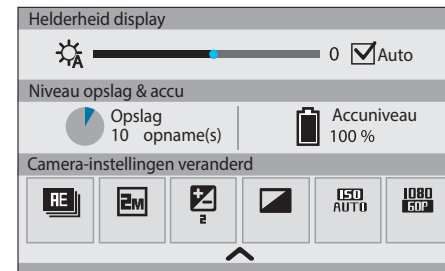 Helderheid display
A 0 Auto
Niveau opslag & accu
Opslag
10 opname(s)
Accuniveau
100 %
Camera-instellingen veranderd
AE 2M 2 ISO AUTO 1080 60P